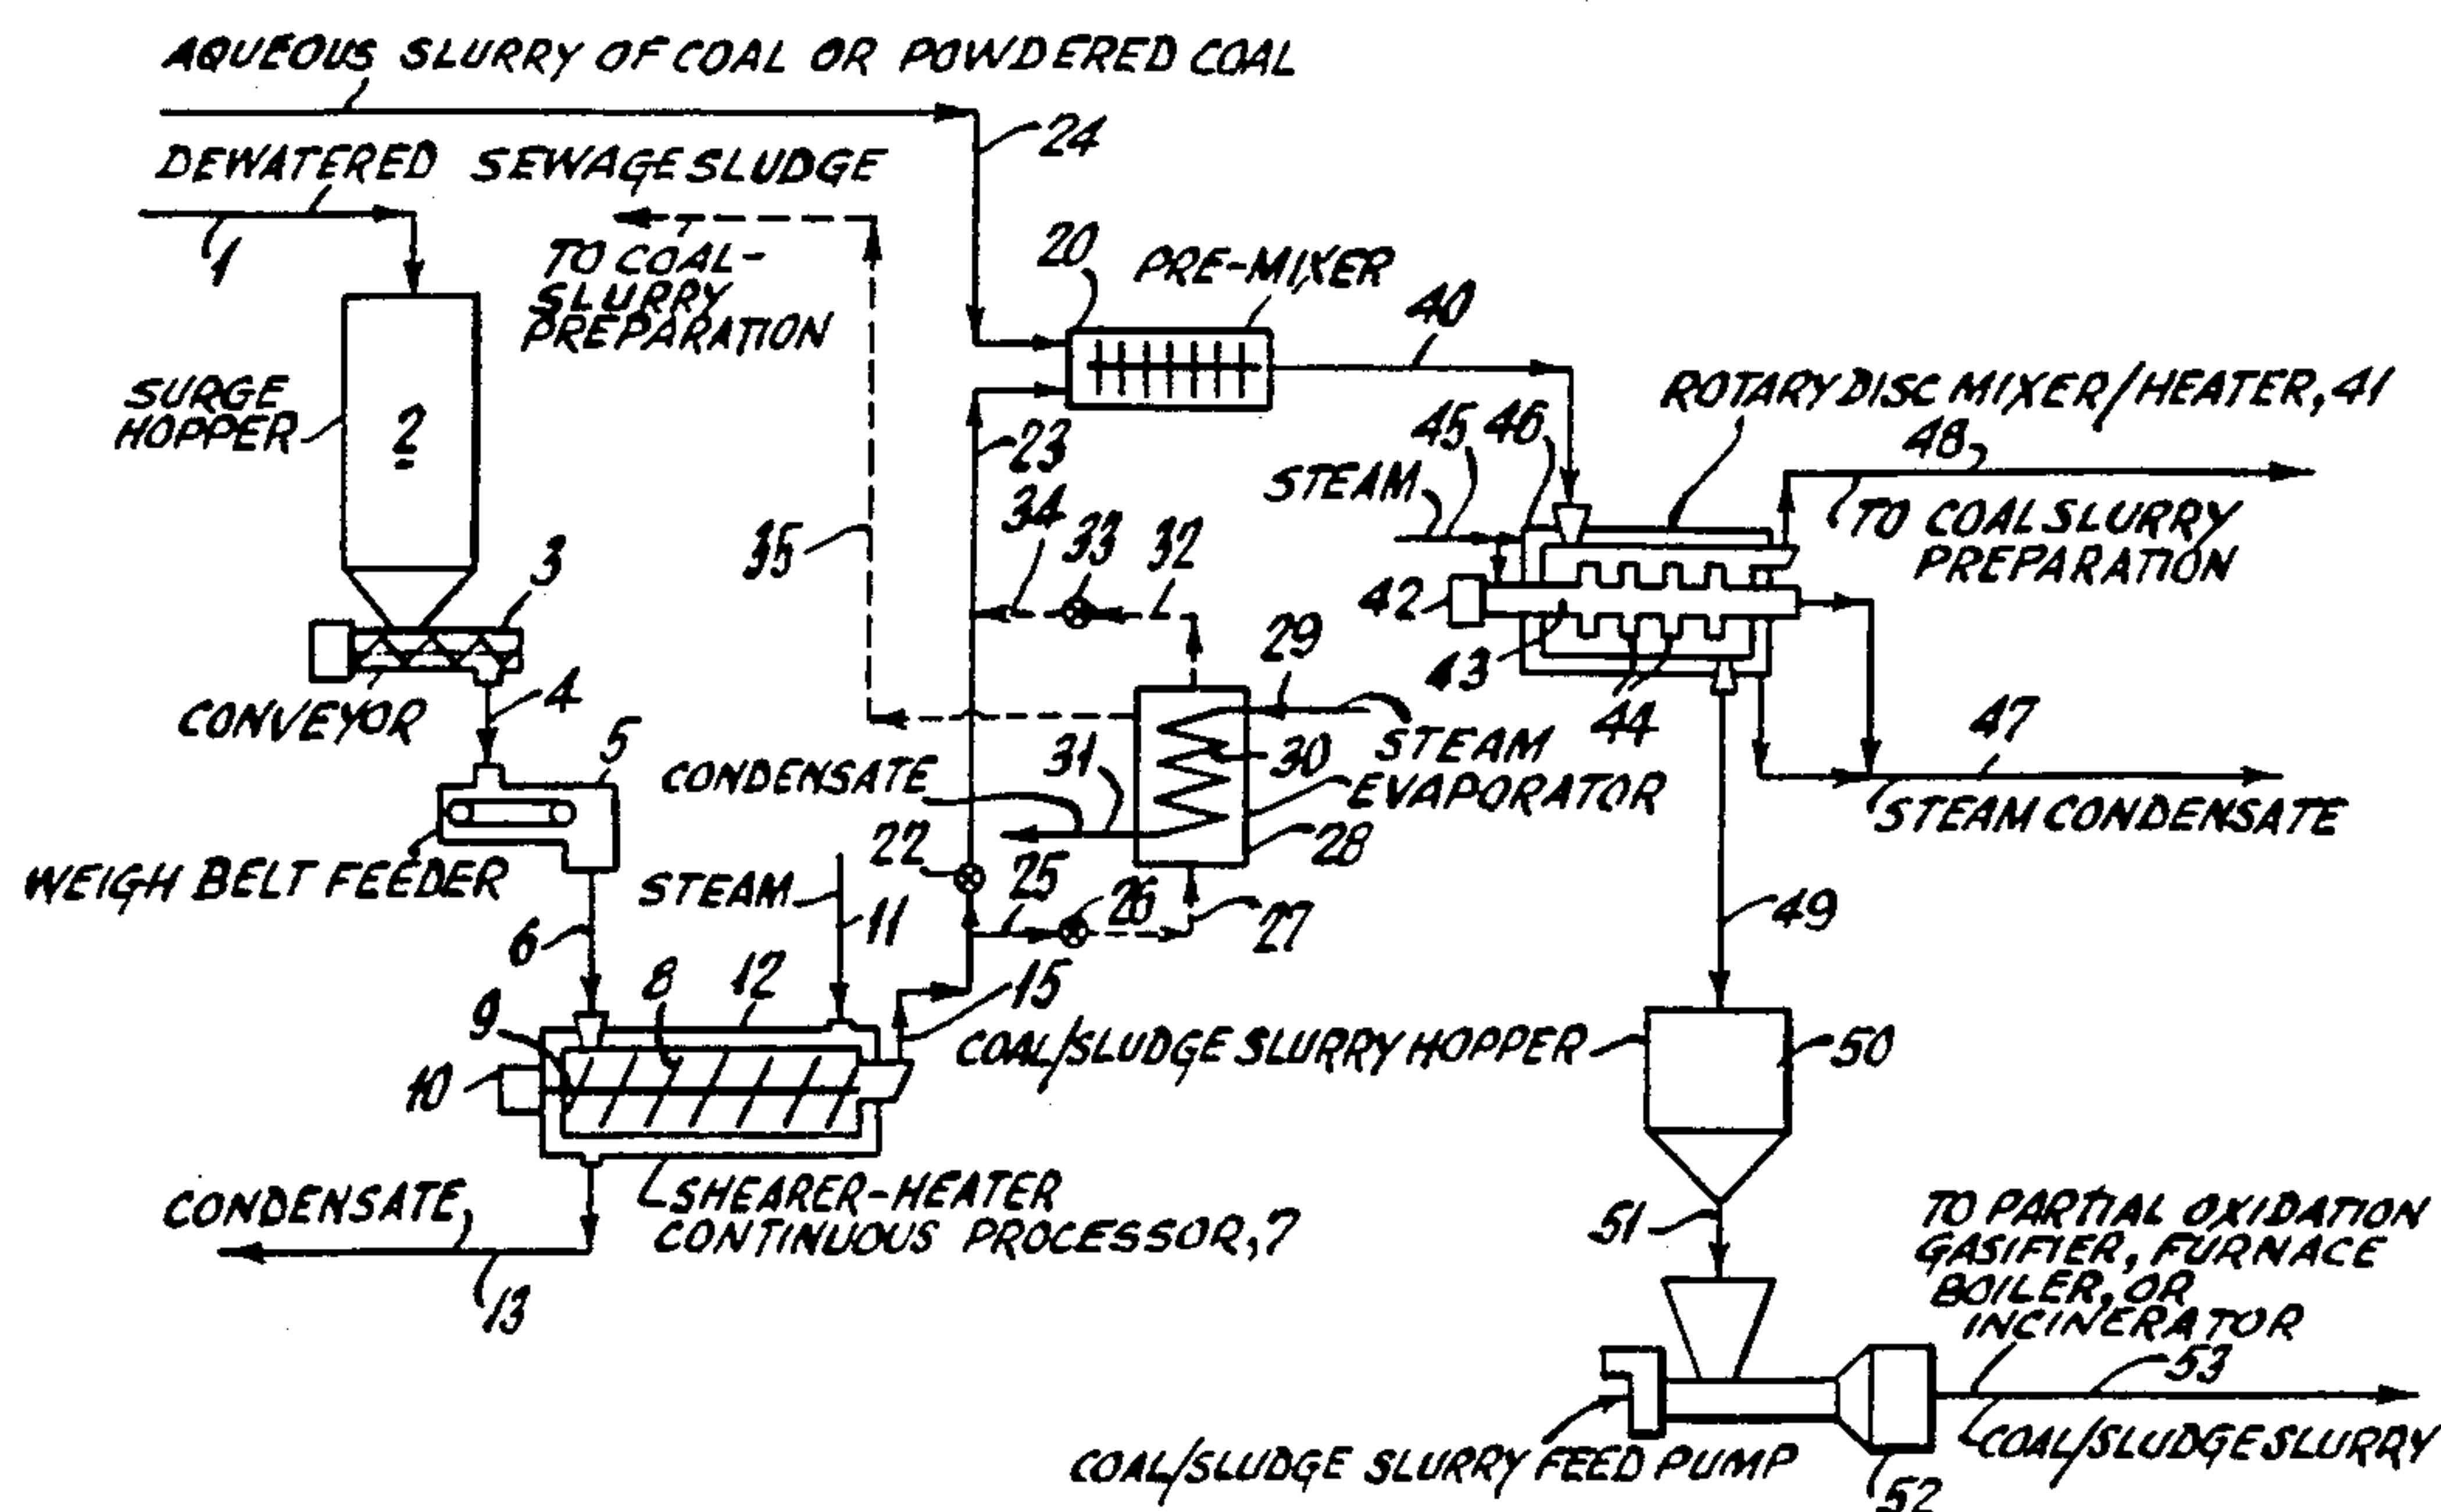 AQUEOUS SLURRY OF COAL OR POWDERED COAL
24
DEWATERED SEWAGE SLUDGE
1
TO COAL-
SLURRY
PREPARATION
20
PRE-MIXER
40
SURGE
HOPPER
2
ROTARY DISC MIXER/HEATER, 41
45
46
48
23
STEAM
TO COAL SLURRY
PREPARATION
35
34
33
32
3
42
29
43
44
CONVEYOR
4
5
47
STEAM
31
30
CONDENSATE
EVAPORATOR
STEAM CONDENSATE
22
28
WEIGH BELT FEEDER
STEAM
25
26
11
27
49
6
8
12
15
9
COAL/SLUDGE SLURRY HOPPER
50
10
SHEARER-HEATER
CONTINUOUS PROCESSOR, 7
CONDENSATE
13
51
TO PARTIAL OXIDATION
GASIFIER, FURNACE
BOILER, OR
INCINERATOR
53
COAL/SLUDGE SLURRY FEED PUMP
COAL/SLUDGE SLURRY
52